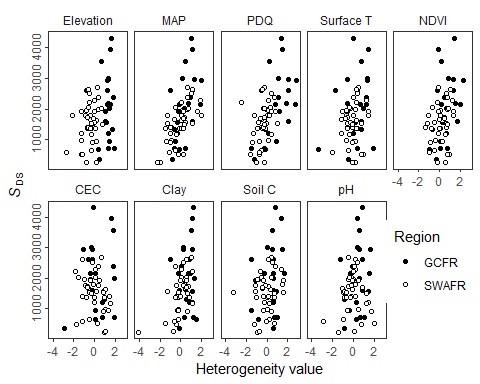 Elevation MAP PDQ Surface T NDVI
1000 2000 3000 4000
-4 -2 0 2
CEC Clay Soil C pH
1000 2000 3000 4000
-4 -2 0 2 -4 -2 0 2 -4 -2 0 2 -4 -2 0 2
S DS
Heterogeneity value
Region
GCFR
SWAFR